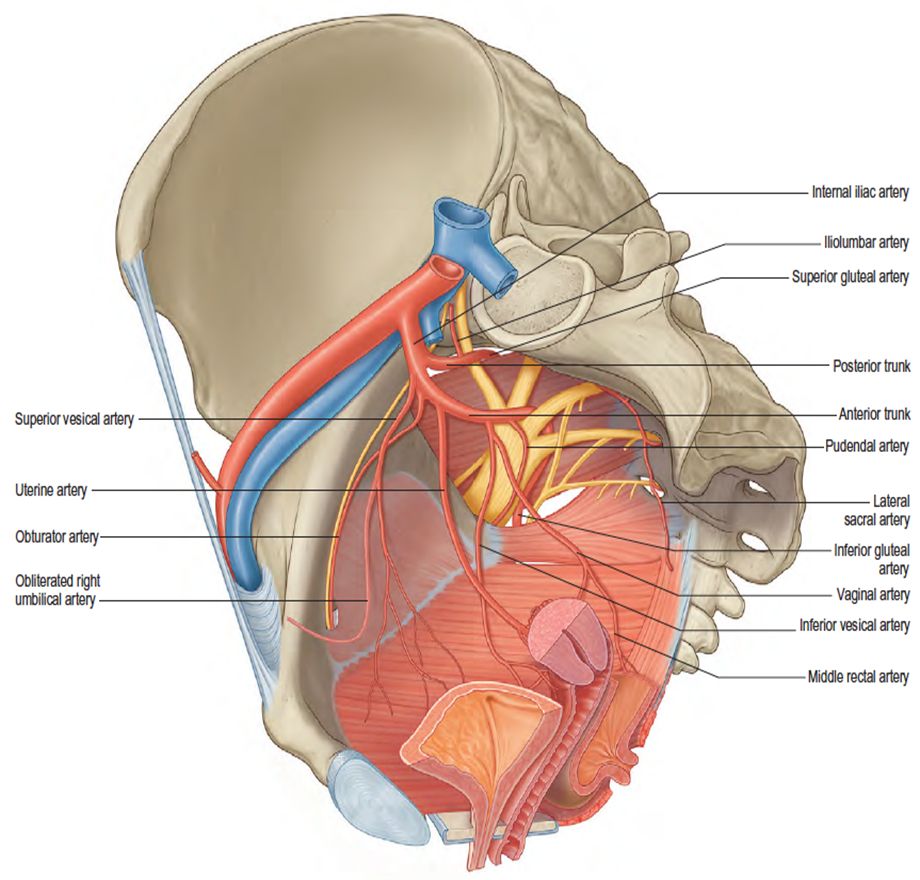 Internal iliac artery
Iliolumbar artery
Superior gluteal artery
Posterior trunk
Anterior trunk
Pudendal artery
Lateral
sacral artery
Inferior gluteal
artery
Vaginal artery
Inferior vesical artery
Middle rectal artery
Superior vesical artery
Uterine artery
Obturator artery
Obliterated right
umbilical artery